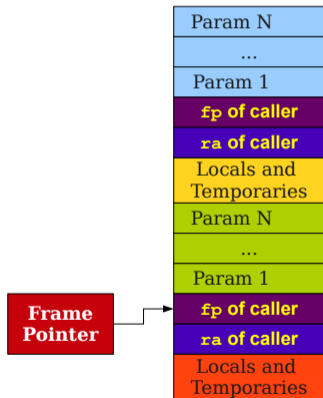 Param N
...
Param 1
fp of caller
ra of caller
Locals and
Temporaries
Param N
...
Param 1
fp of caller
ra of caller
Locals and
Temporaries
Frame
Pointer